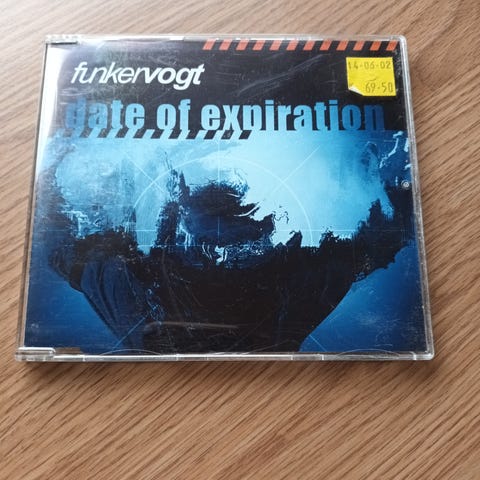 funkervogt
14-06-02
69-50
date of expiration